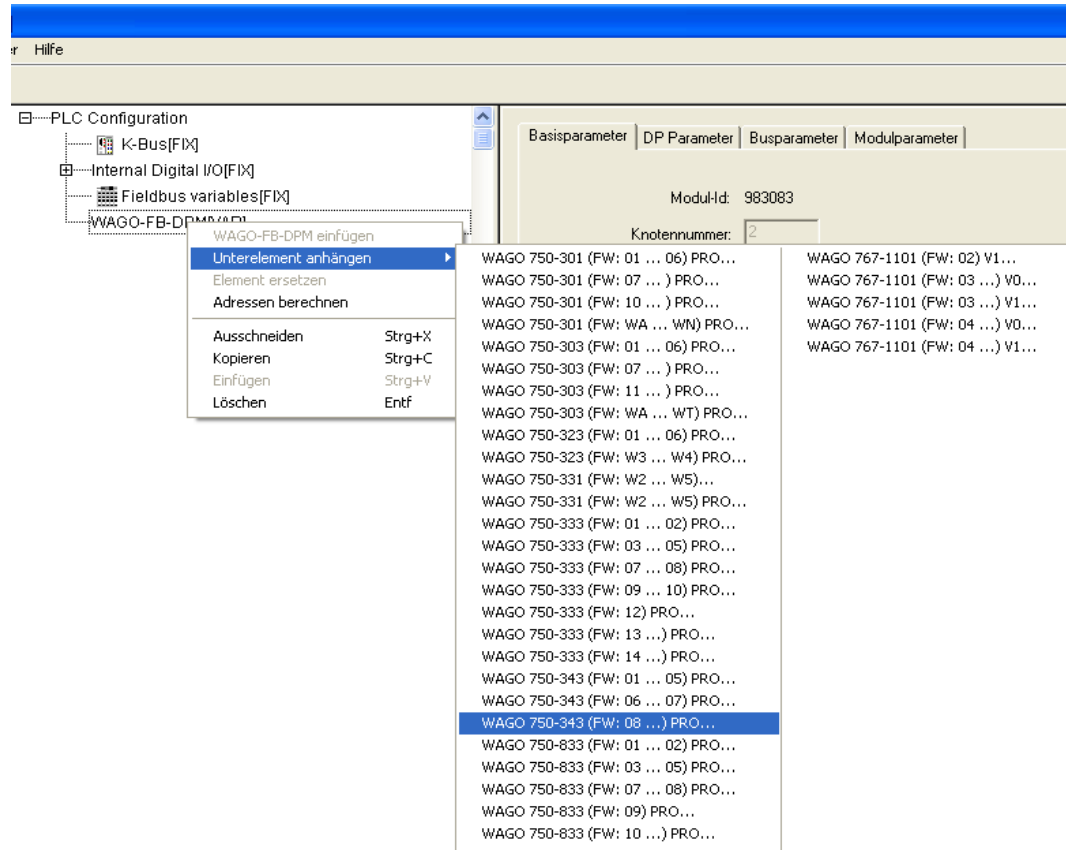 Hilfe
PLC Configuration
K-Bus[FIX]
Internal Digital I/O[FIX]
Fieldbus variables[FIX]
WAGO-FB-DPM[VAR]
Basisparameter DP Parameter Busparameter Modulparameter
Modul-Id: 983083
Knotennummer: 2
WAGO-FB-DPM einfügen
Unterelement anhängen
Element ersetzen
Adressen berechnen
Ausschneiden Strg+X
Kopieren Strg+C
Einfügen Strg+V
Löschen Entf
WAGO 750-301 (FW: 01 ... 06) PRO...
WAGO 750-301 (FW: 07 ... ) PRO...
WAGO 750-301 (FW: 10 ... ) PRO...
WAGO 750-301 (FW: WA ... WN) PRO...
WAGO 750-303 (FW: 01 ... 06) PRO...
WAGO 750-303 (FW: 07 ... ) PRO...
WAGO 750-303 (FW: 11 ... ) PRO...
WAGO 750-303 (FW: WA ... WT) PRO...
WAGO 750-323 (FW: 01 ... 06) PRO...
WAGO 750-323 (FW: W3 ... W4) PRO...
WAGO 750-331 (FW: W2 ... W5)...
WAGO 750-331 (FW: W2 ... W5) PRO...
WAGO 750-333 (FW: 01 ... 02) PRO...
WAGO 750-333 (FW: 03 ... 05) PRO...
WAGO 750-333 (FW: 07 ... 08) PRO...
WAGO 750-333 (FW: 09 ... 10) PRO...
WAGO 750-333 (FW: 12) PRO...
WAGO 750-333 (FW: 13 ...) PRO...
WAGO 750-333 (FW: 14 ...) PRO...
WAGO 750-343 (FW: 01 ... 05) PRO...
WAGO 750-343 (FW: 06 ... 07) PRO...
WAGO 750-343 (FW: 08 ...) PRO...
WAGO 750-833 (FW: 01 ... 02) PRO...
WAGO 750-833 (FW: 03 ... 05) PRO...
WAGO 750-833 (FW: 07 ... 08) PRO...
WAGO 750-833 (FW: 09) PRO...
WAGO 750-833 (FW: 10 ...) PRO...
WAGO 767-1101 (FW: 02) V1...
WAGO 767-1101 (FW: 03 ...) V0...
WAGO 767-1101 (FW: 03 ...) V1...
WAGO 767-1101 (FW: 04 ...) V0...
WAGO 767-1101 (FW: 04 ...) V1...